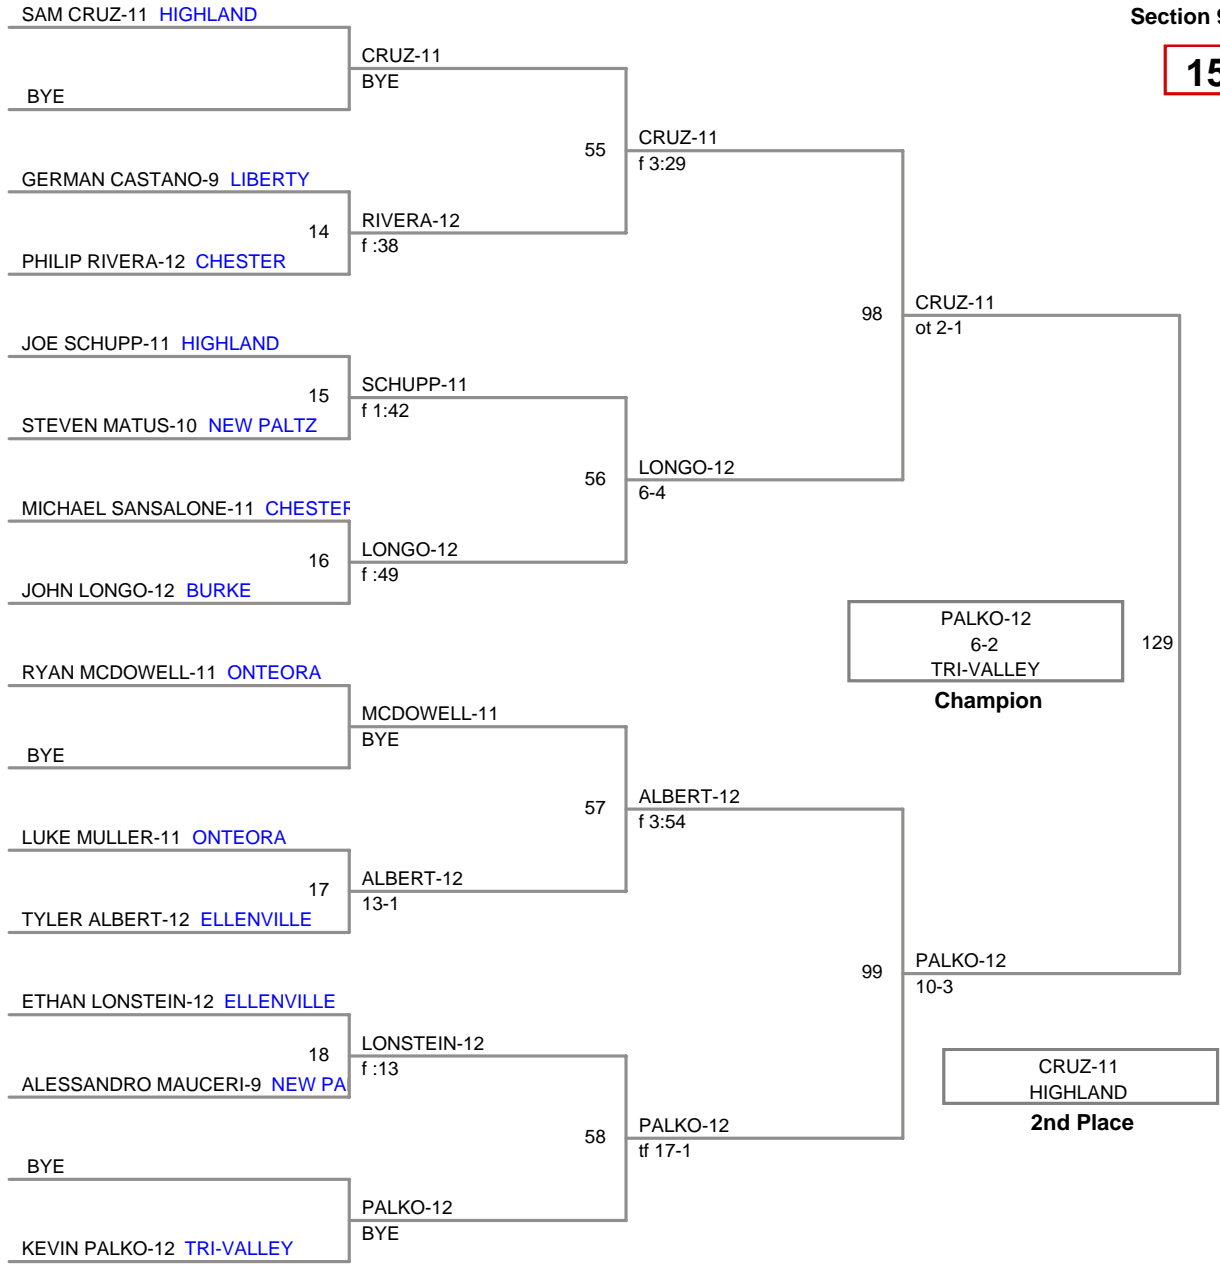 SAM CRUZ-11 HIGHLAND
Section 9
15
CRUZ-11
BYE
BYE
CRUZ-11
55
f 3:29
GERMAN CASTANO-9 LIBERTY
RIVERA-12
14
f :38
PHILIP RIVERA-12 CHESTER
CRUZ-11
98
ot 2-1
JOE SCHUPP-11 HIGHLAND
SCHUPP-11
15
f 1:42
STEVEN MATUS-10 NEW PALTZ
LONGO-12
56
6-4
MICHAEL SANSALONE-11 CHESTER
LONGO-12
16
f :49
JOHN LONGO-12 BURKE
PALKO-12
6-2
129
TRI-VALLEY
Champion
RYAN MCDOWELL-11 ONTEORA
MCDOWELL-11
BYE
BYE
ALBERT-12
57
f 3:54
LUKE MULLER-11 ONTEORA
ALBERT-12
17
13-1
TYLER ALBERT-12 ELLENVILLE
PALKO-12
99
10-3
ETHAN LONSTEIN-12 ELLENVILLE
LONSTEIN-12
18
f :13
ALESSANDRO MAUCERI-9 NEW PA
CRUZ-11
HIGHLAND
2nd Place
PALKO-12
58
tf 17-1
BYE
PALKO-12
BYE
KEVIN PALKO-12 TRI-VALLEY